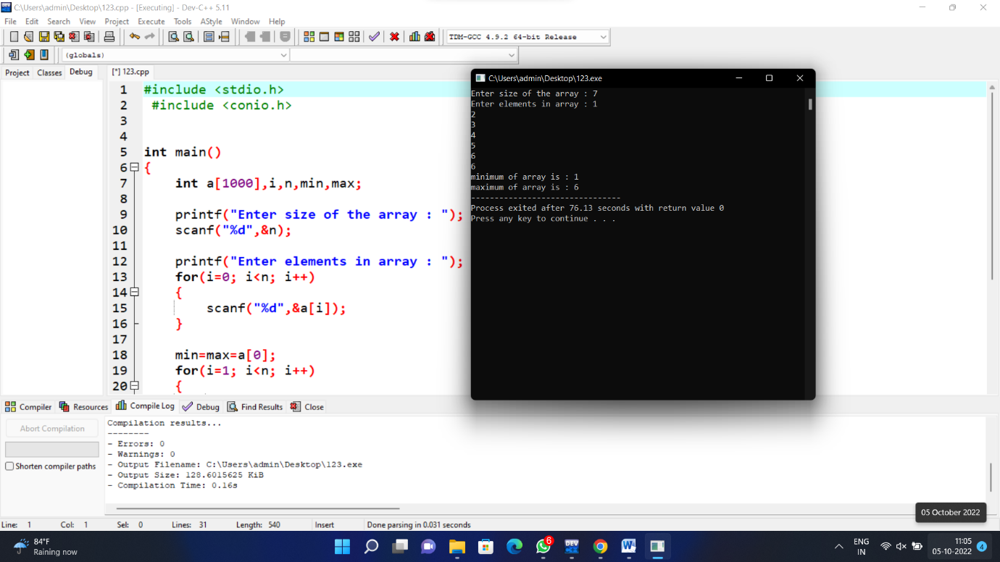 C:\Users\admin\Desktop\123.cpp - [Executing] - Dev-C++ 5.11
File Edit Search View Project Execute Tools AStyle Window Help
TDM-GCC 4.9.2 64-bit Release
(globals)
Project Classes Debug
[*] 123.cpp
1 #include <stdio.h>
2 #include <conio.h>
3
4
5 int main()
6 {
7 int a[1000],i,n,min,max;
8
9 printf("Enter size of the array : ");
10 scanf("%d",&n);
11
12 printf("Enter elements in array : ");
13 for(i=0; i<n; i++)
14 {
15 scanf("%d",&a[i]);
16 }
17
18 min=max=a[0];
19 for(i=1; i<n; i++)
20 {
C:\Users\admin\Desktop\123.exe
Enter size of the array : 7
Enter elements in array : 1
2
3
4
5
6
6
minimum of array is : 1
maximum of array is : 6
--------------------------------
Process exited after 76.13 seconds with return value 0
Press any key to continue . . .
Compiler Resources Compile Log Debug Find Results Close
Abort Compilation
Shorten compiler paths
Compilation results...
--------
- Errors: 0
- Warnings: 0
- Output Filename: C:\Users\admin\Desktop\123.exe
- Output Size: 128.6015625 KiB
- Compilation Time: 0.16s
05 October 2022
Line: 1 Col: 1 Sel: 0 Lines: 31 Length: 540 Insert Done parsing in 0.031 seconds
84°F
Raining now
6
DEV
W
ENG
IN
11:05
05-10-2022
4